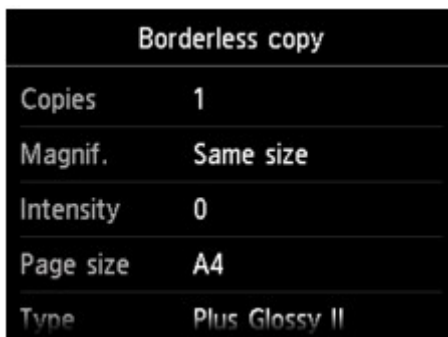 Borderless copy
Copies 1
Magnif. Same size
Intensity 0
Page size A4
Type Plus Glossy II